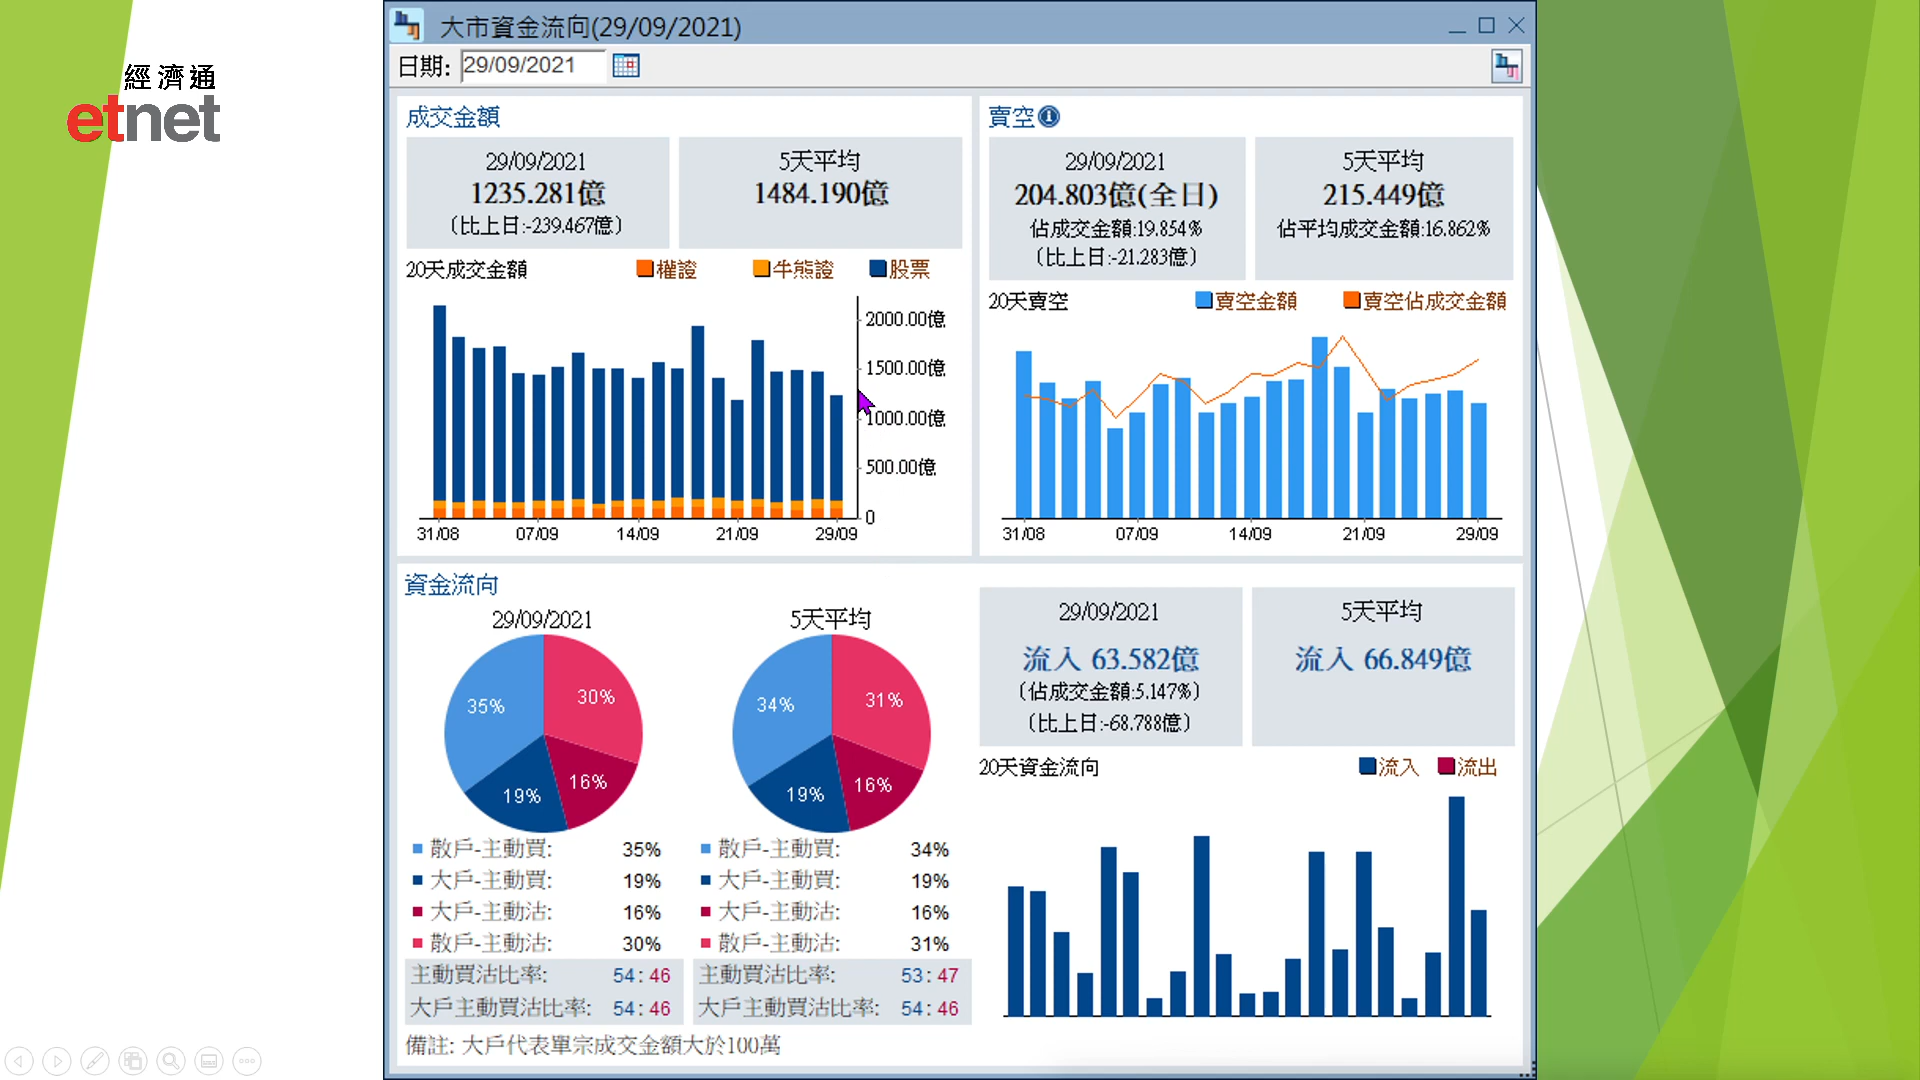 經濟通
etnet
大市資金流向(29/09/2021)
日期: 29/09/2021
成交金額
29/09/2021
1235.281億
(比上日:-239.467億)
5天平均
1484.190億
20天成交金額
權證 牛熊證 股票
2000.00億
1500.00億
1000.00億
500.00億
0
31/08 07/09 14/09 21/09 29/09
賣空
29/09/2021
204.803億(全日)
佔成交金額:19.854%
(比上日:-21.283億)
5天平均
215.449億
佔平均成交金額:16.862%
20天賣空
賣空金額 賣空佔成交金額
31/08 07/09 14/09 21/09 29/09
資金流向
29/09/2021
35%
30%
19%
16%
散戶-主動買: 35%
大戶-主動買: 19%
大戶-主動沽: 16%
散戶-主動沽: 30%
主動買沽比率: 54:46
大戶主動買沽比率: 54:46
5天平均
34%
31%
19%
16%
散戶-主動買: 34%
大戶-主動買: 19%
大戶-主動沽: 16%
散戶-主動沽: 31%
主動買沽比率: 53:47
大戶主動買沽比率: 54:46
備註: 大戶代表單宗成交金額大於100萬
29/09/2021
流入 63.582億
(佔成交金額:5.147%)
(比上日:-68.788億)
5天平均
流入 66.849億
20天資金流向
流入 流出